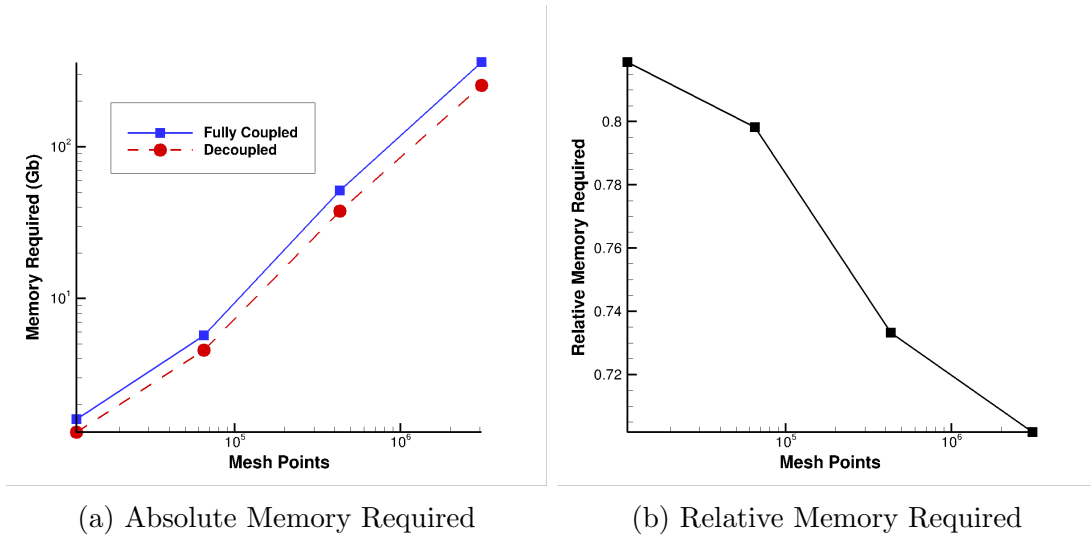 Memory Required (Gb)
10²
10¹
Fully Coupled
Decoupled
10⁵
10⁶
Mesh Points
(a) Absolute Memory Required
Relative Memory Required
0.8
0.78
0.76
0.74
0.72
10⁵
10⁶
Mesh Points
(b) Relative Memory Required